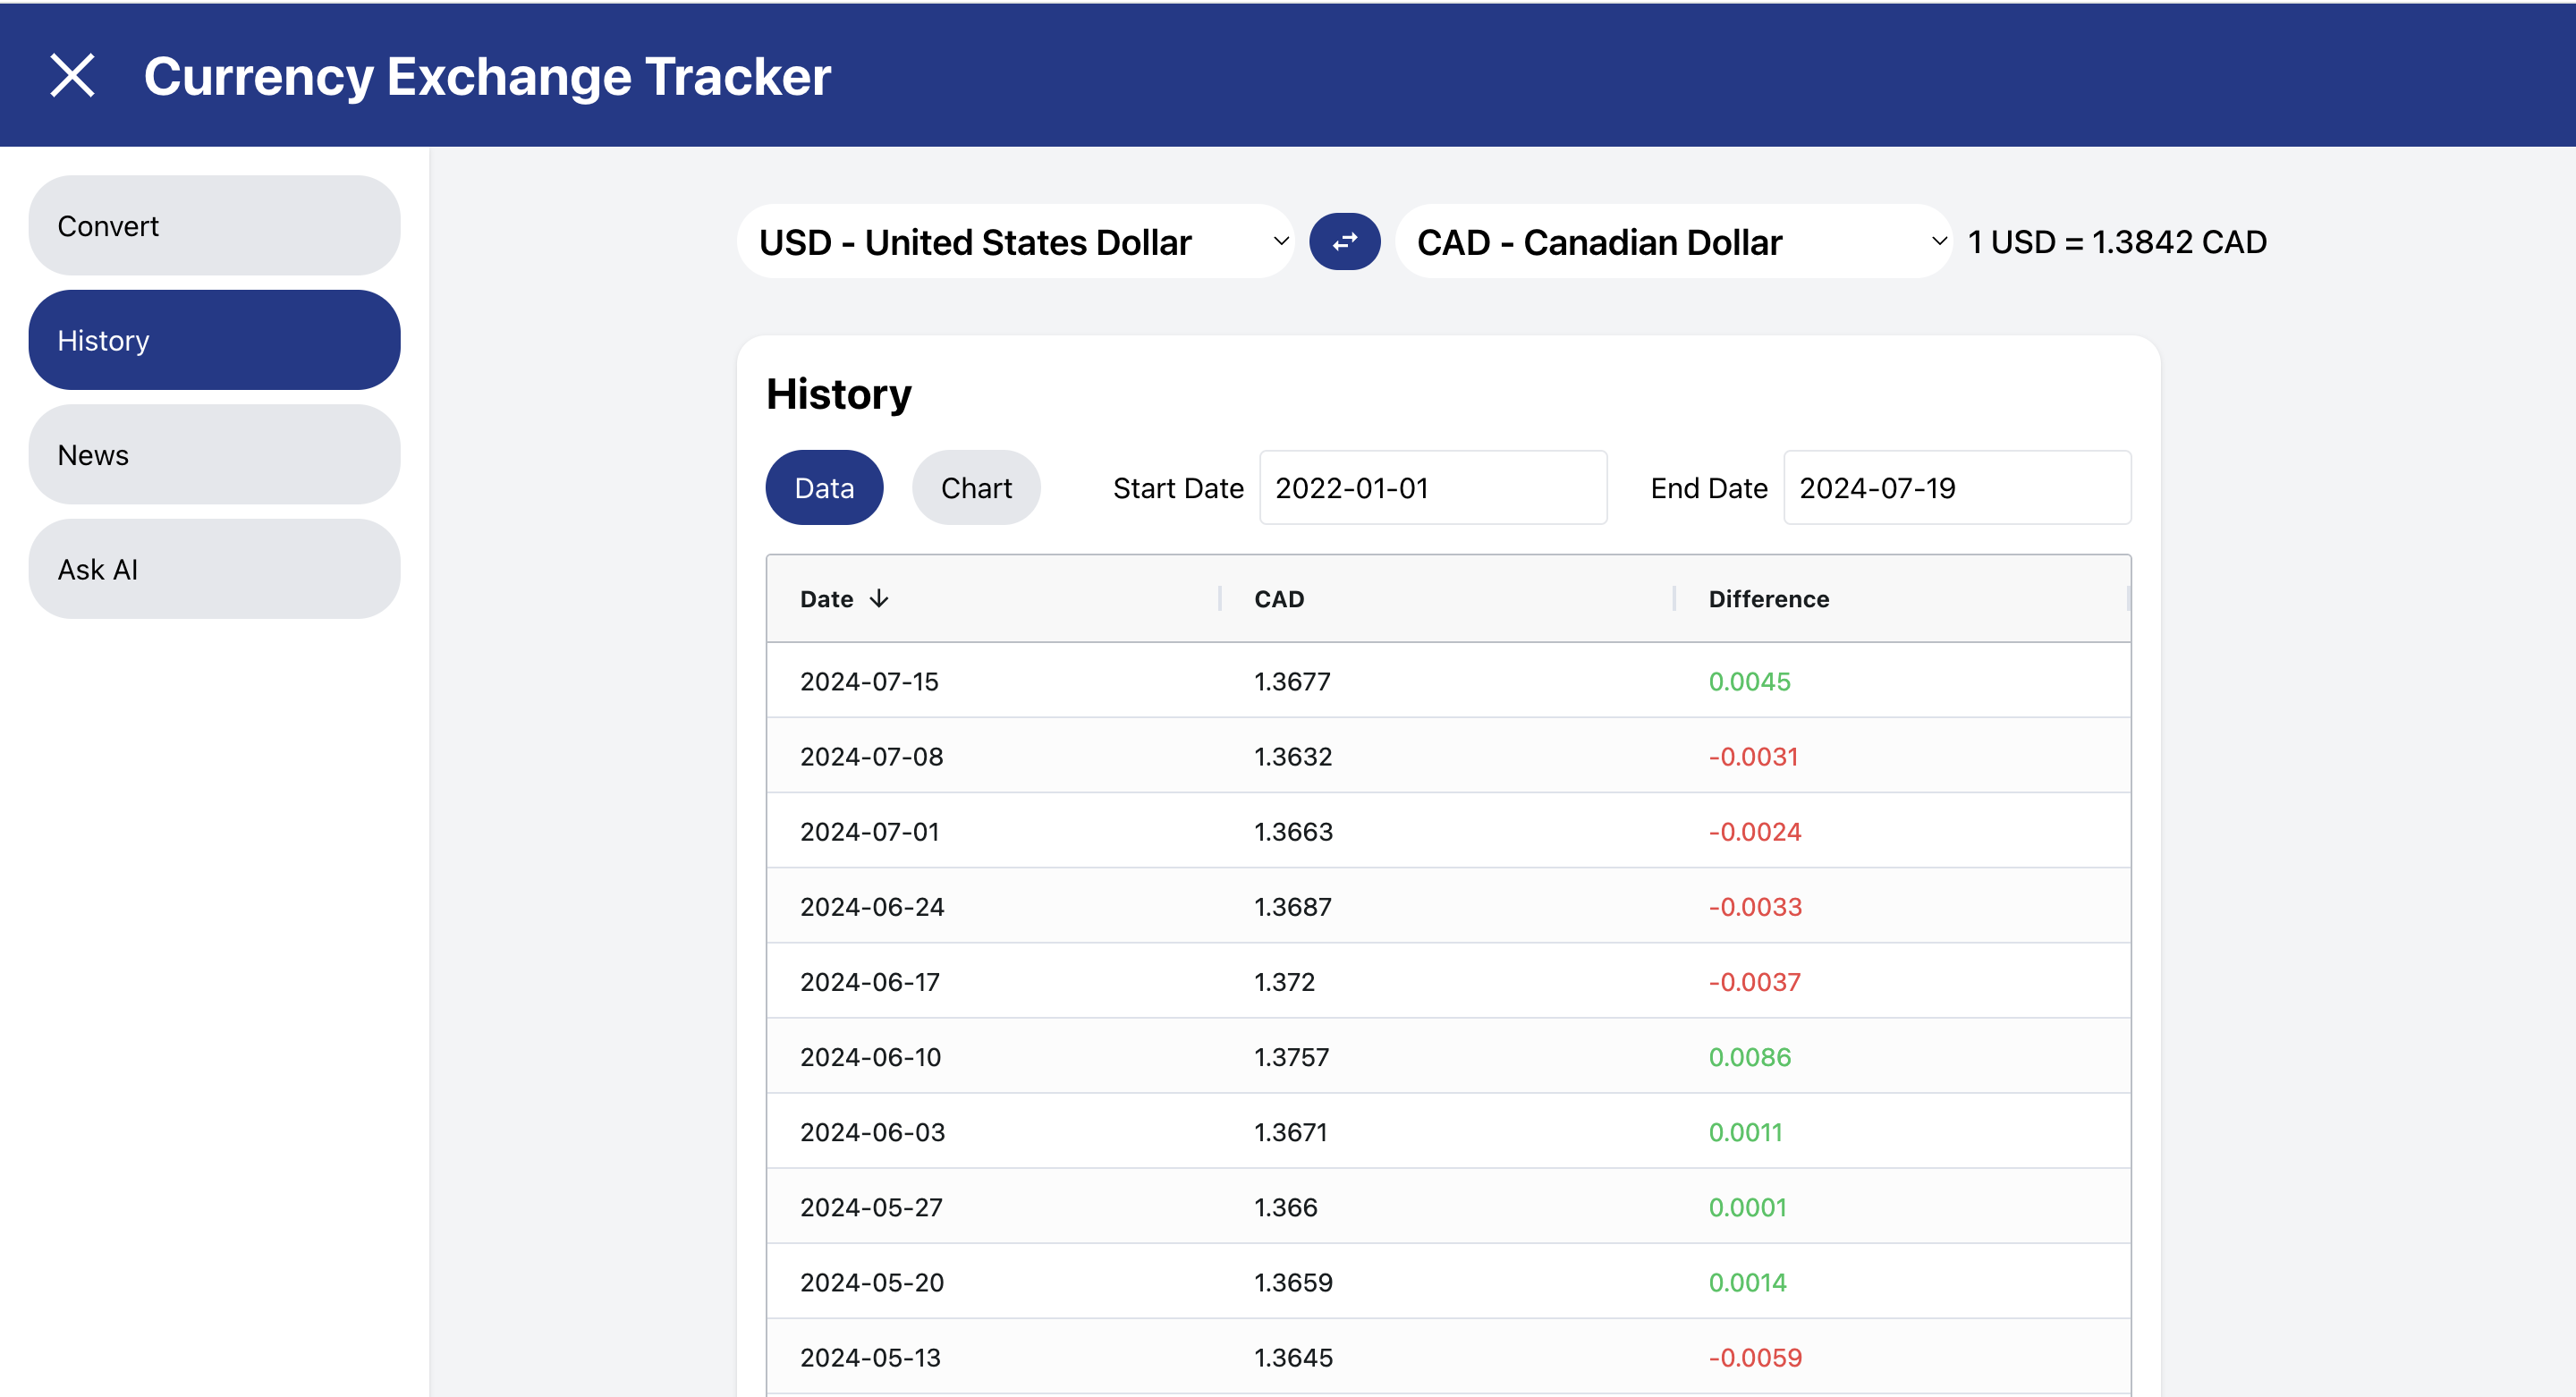 Currency Exchange Tracker
Convert
History
News
Ask AI
USD - United States Dollar CAD - Canadian Dollar 1 USD = 1.3842 CAD
History
Data Chart Start Date 2022-01-01 End Date 2024-07-19
Date CAD Difference
2024-07-15 1.3677 0.0045
2024-07-08 1.3632 -0.0031
2024-07-01 1.3663 -0.0024
2024-06-24 1.3687 -0.0033
2024-06-17 1.372 -0.0037
2024-06-10 1.3757 0.0086
2024-06-03 1.3671 0.0011
2024-05-27 1.366 0.0001
2024-05-20 1.3659 0.0014
2024-05-13 1.3645 -0.0059